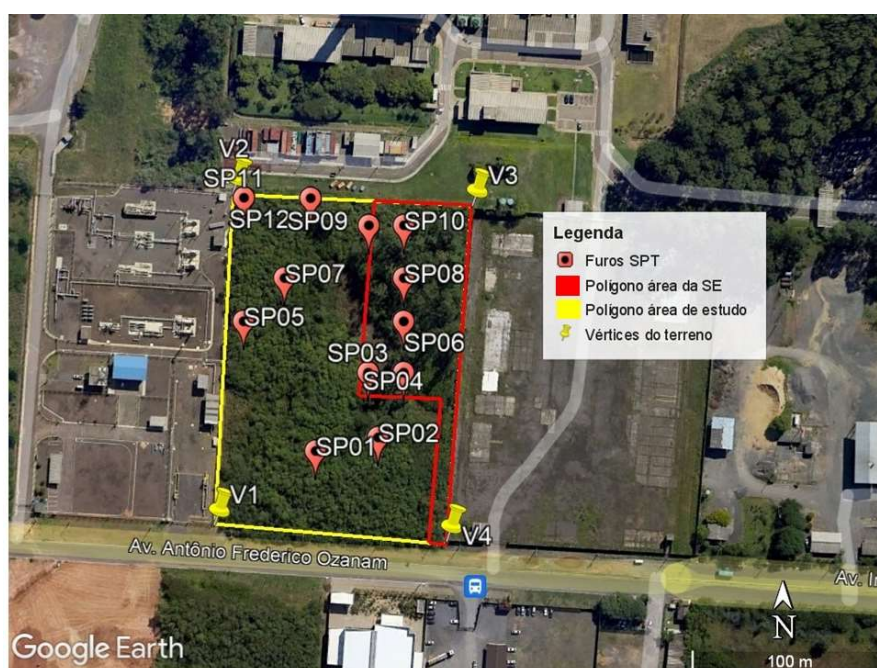 V2
V3
SP11
SP12
SP09
SP10
SP07
SP08
SP05
SP06
SP03
SP04
SP02
SP01
V1
V4
Legenda
Furos SPT
Polígono área da SE
Polígono área de estudo
Vértices do terreno
Av. Antônio Frederico Ozanam
Av. In
Google Earth
N
100 m